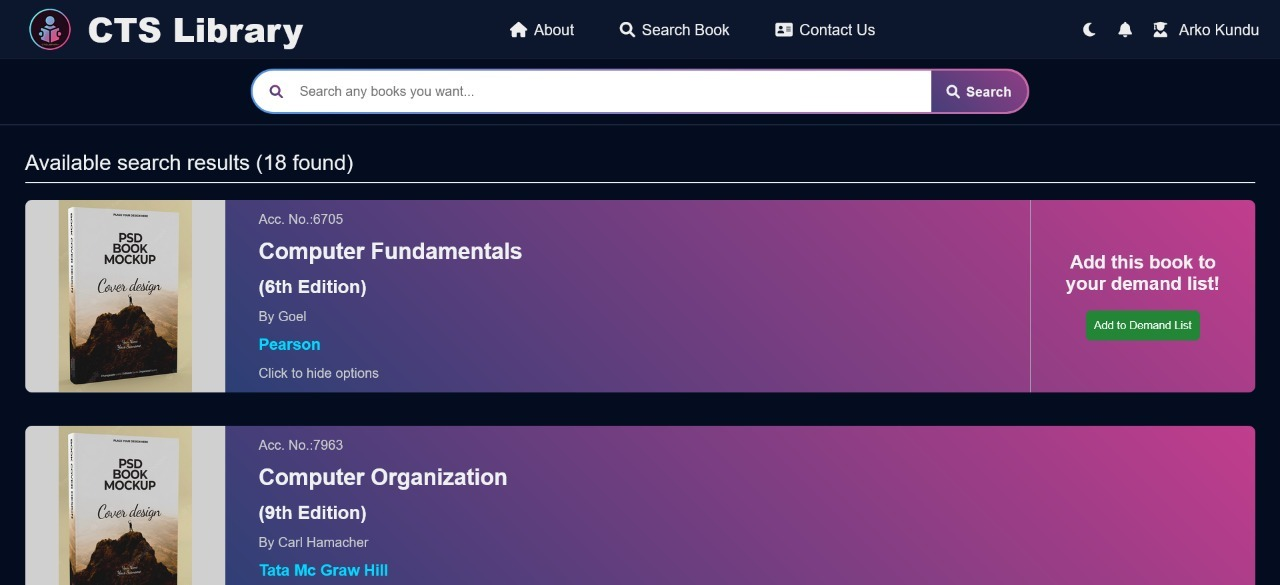 CTS Library
About
Search Book
Contact Us
Arko Kundu
Search any books you want...
Search
Available search results (18 found)
PSD
BOOK
MOCKUP
Cover design
Acc. No.:6705
Computer Fundamentals
(6th Edition)
By Goel
Pearson
Click to hide options
Add this book to
your demand list!
Add to Demand List
PSD
BOOK
MOCKUP
Cover design
Acc. No.:7963
Computer Organization
(9th Edition)
By Carl Hamacher
Tata Mc Graw Hill